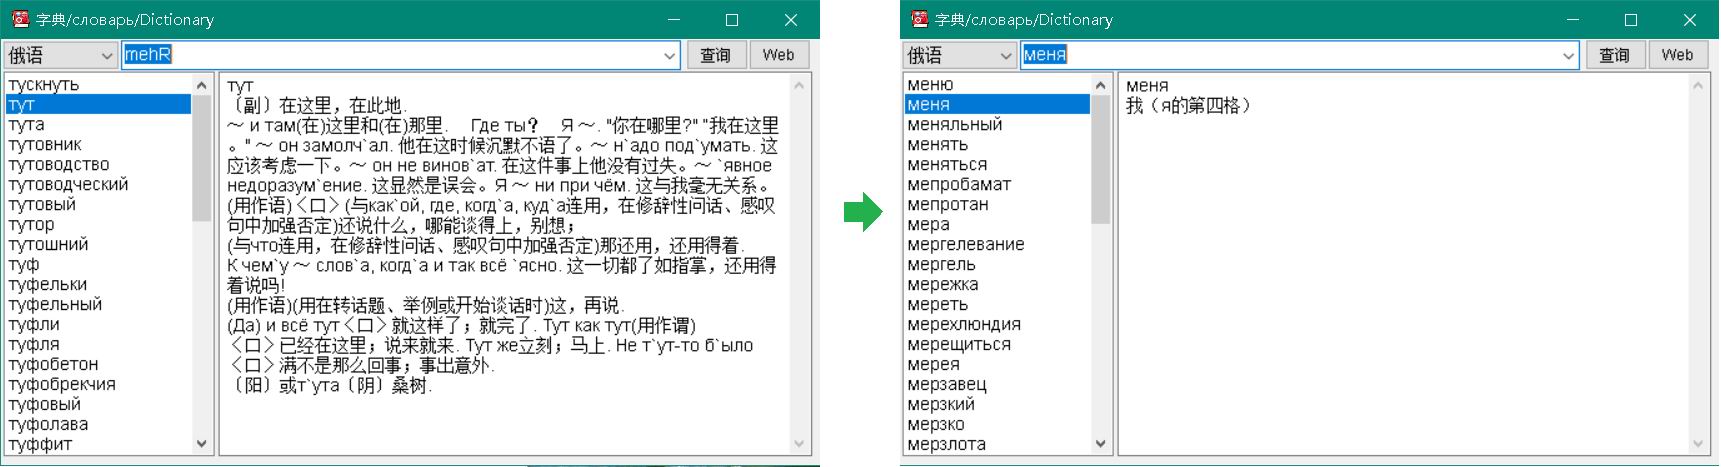 字典/словарь/Dictionary
俄语
mehR
查询
Web
тускнуть
тут
тута
тутовник
тутоводство
тутоводческий
тутовый
тутор
тутошний
туф
туфельки
туфельный
туфли
туфля
туфобетон
туфобрекчия
туфовый
туфолава
туффит
тут
〔副〕在这里，在此地.
～ и там(在)这里和(在)那里.　Где ты？　Я ～. "你在哪里?" "我在这里
。" ～ он замолч`ал. 他在这时候沉默不语了。～ н`адо под`умать. 这
应该考虑一下。～ он не винов`ат. 在这件事上他没有过失。～ `явное
недоразум`ение. 这显然是误会。Я ～ ни при чём. 这与我毫无关系。
(用作语)〈口〉(与как`ой, где, когд`а, куд`а连用，在修辞性问话、感叹
句中加强否定)还说什么，哪能谈得上，别想；
(与что连用，在修辞性问话、感叹句中加强否定)那还用，还用得着.
К чем`у ～ слов`а, когд`а и так всё `ясно. 这一切都了如指掌，还用得
着说吗!
(用作语)(用在转话题、举例或开始谈话时)这，再说.
(Да) и всё тут〈口〉就这样了；就完了. Тут как тут(用作谓)
〈口〉已经在这里；说来就来. Тут же立刻；马上. Не т`ут-то б`ыло
〈口〉满不是那么回事；事出意外.
〔阳〕或т`ута〔阴〕桑树.
字典/словарь/Dictionary
俄语
меня
查询
Web
меню
меня
меняльный
менять
меняться
мепробамат
мепротан
мера
мергелевание
мергель
мережка
мереть
мерехлюндия
мерещиться
мерея
мерзавец
мерзкий
мерзко
мерзлота
меня
我（я的第四格）